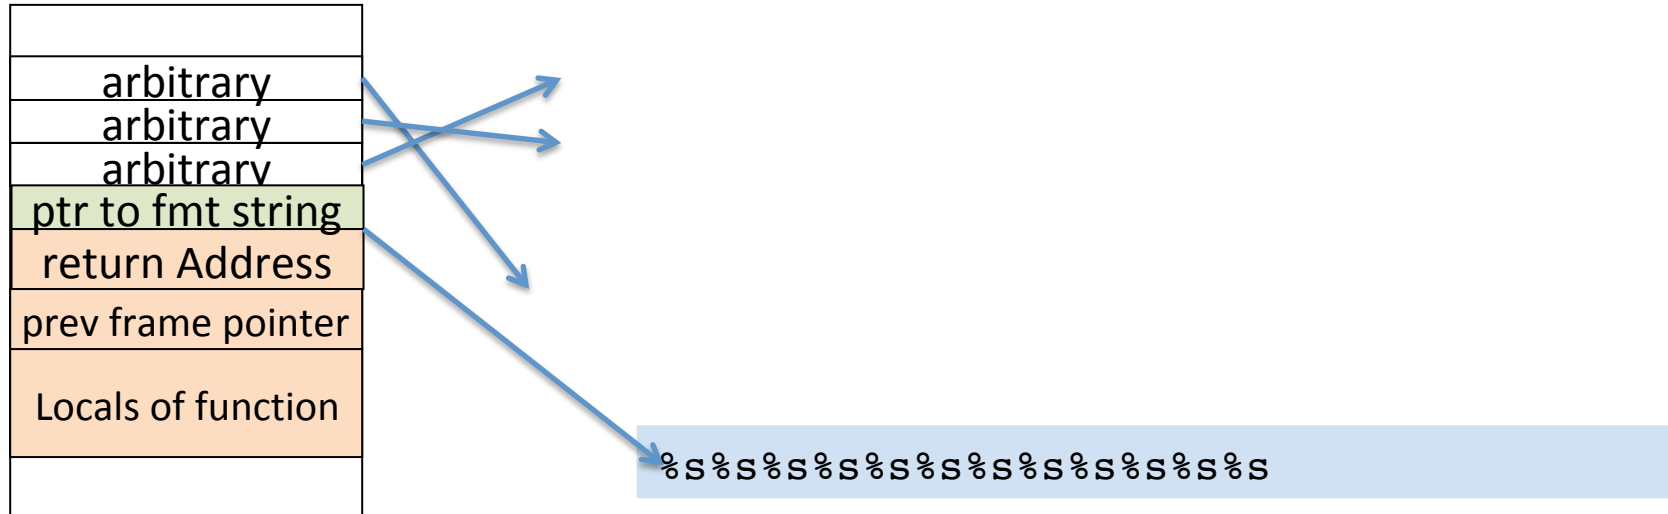 arbitrary
arbitrary
arbitrary
ptr to fmt string
return Address
prev frame pointer
Locals of function
%s%s%s%s%s%s%s%s%s%s%s%s